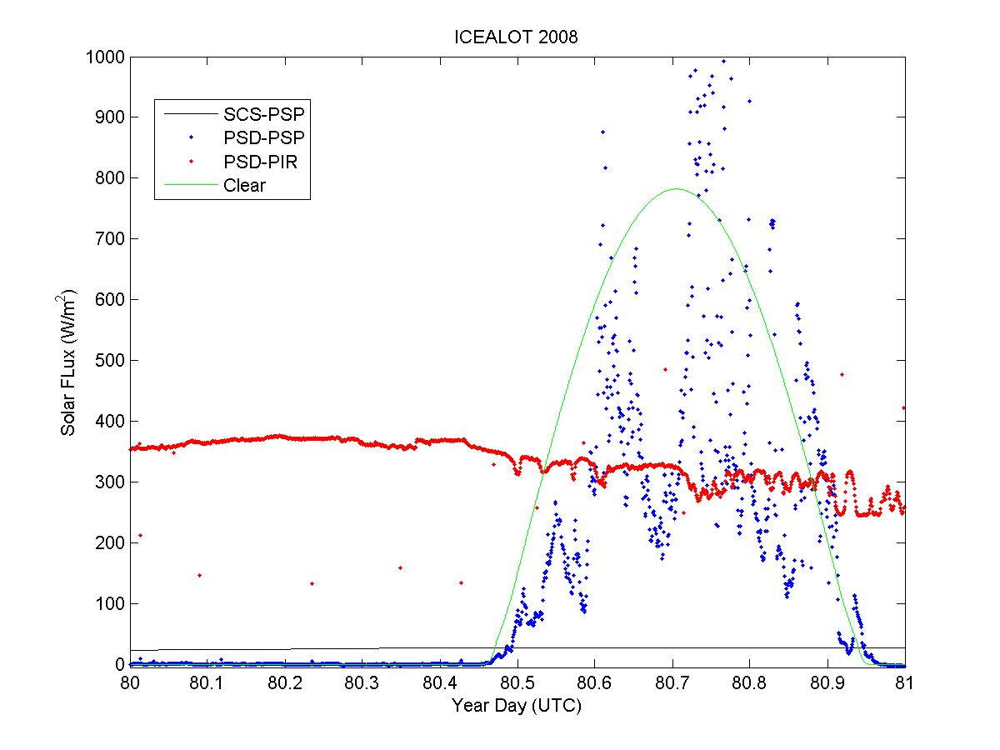 ICEALOT 2008
1000
900
800
700
600
500
400
300
200
100
0
Solar FLux (W/m2)
SCS-PSP
PSD-PSP
PSD-PIR
Clear
80 80.1 80.2 80.3 80.4 80.5 80.6 80.7 80.8 80.9 81
Year Day (UTC)